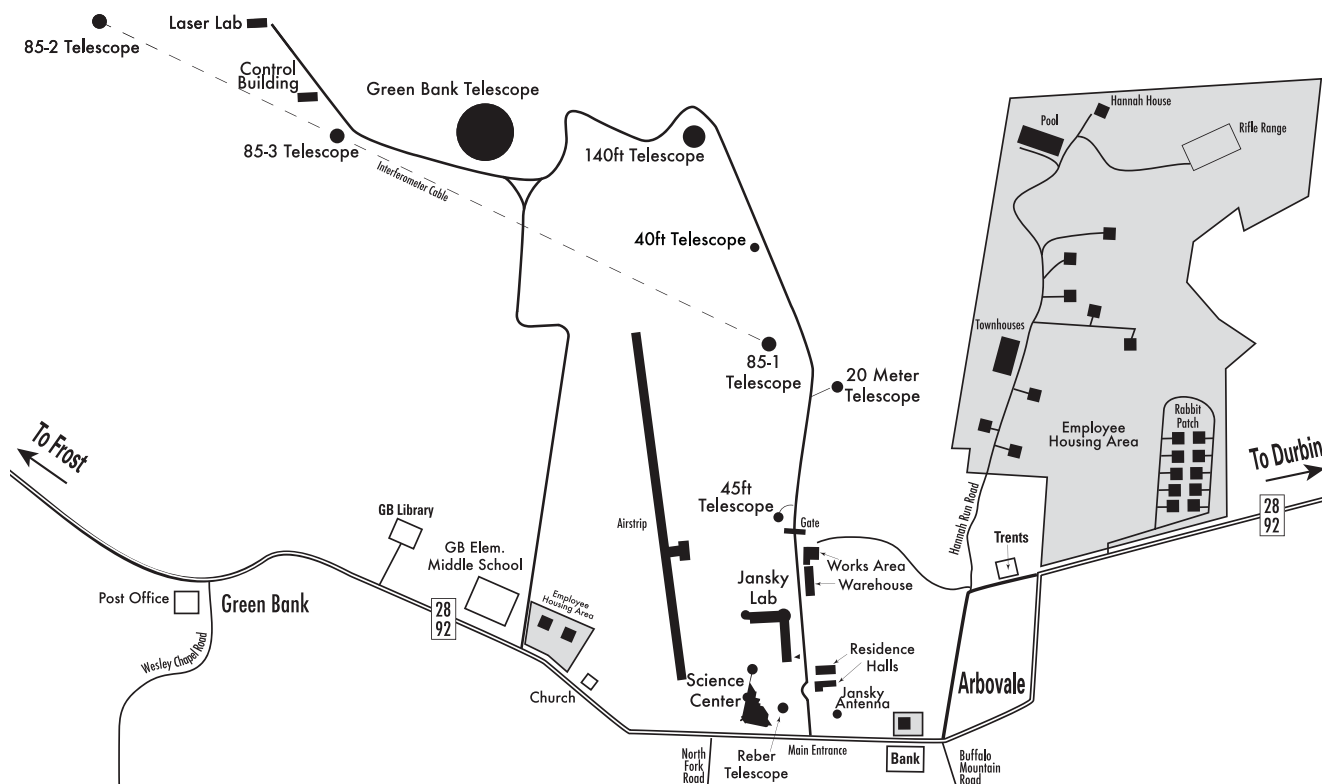 Laser Lab
85-2 Telescope
Control
Building
Green Bank Telescope
85-3 Telescope
Interferometer Cable
140ft Telescope
40ft Telescope
85-1
Telescope
20 Meter
Telescope
Hannah House
Pool
Rifle Range
Townhouses
Employee
Housing Area
Rabbit
Patch
To Frost
To Durbin
28
92
GB Library
GB Elem.
Middle School
Airstrip
45ft
Telescope
Gate
Works Area
Warehouse
Hannah Run Road
Trents
Post Office
Green Bank
28
92
Employee
Housing Area
Jansky
Lab
Wesley Chapel Road
Church
Science
Center
Residence
Halls
Jansky
Antenna
Arbovale
North
Fork
Road
Reber
Telescope
Main Entrance
Bank
Buffalo
Mountain
Road